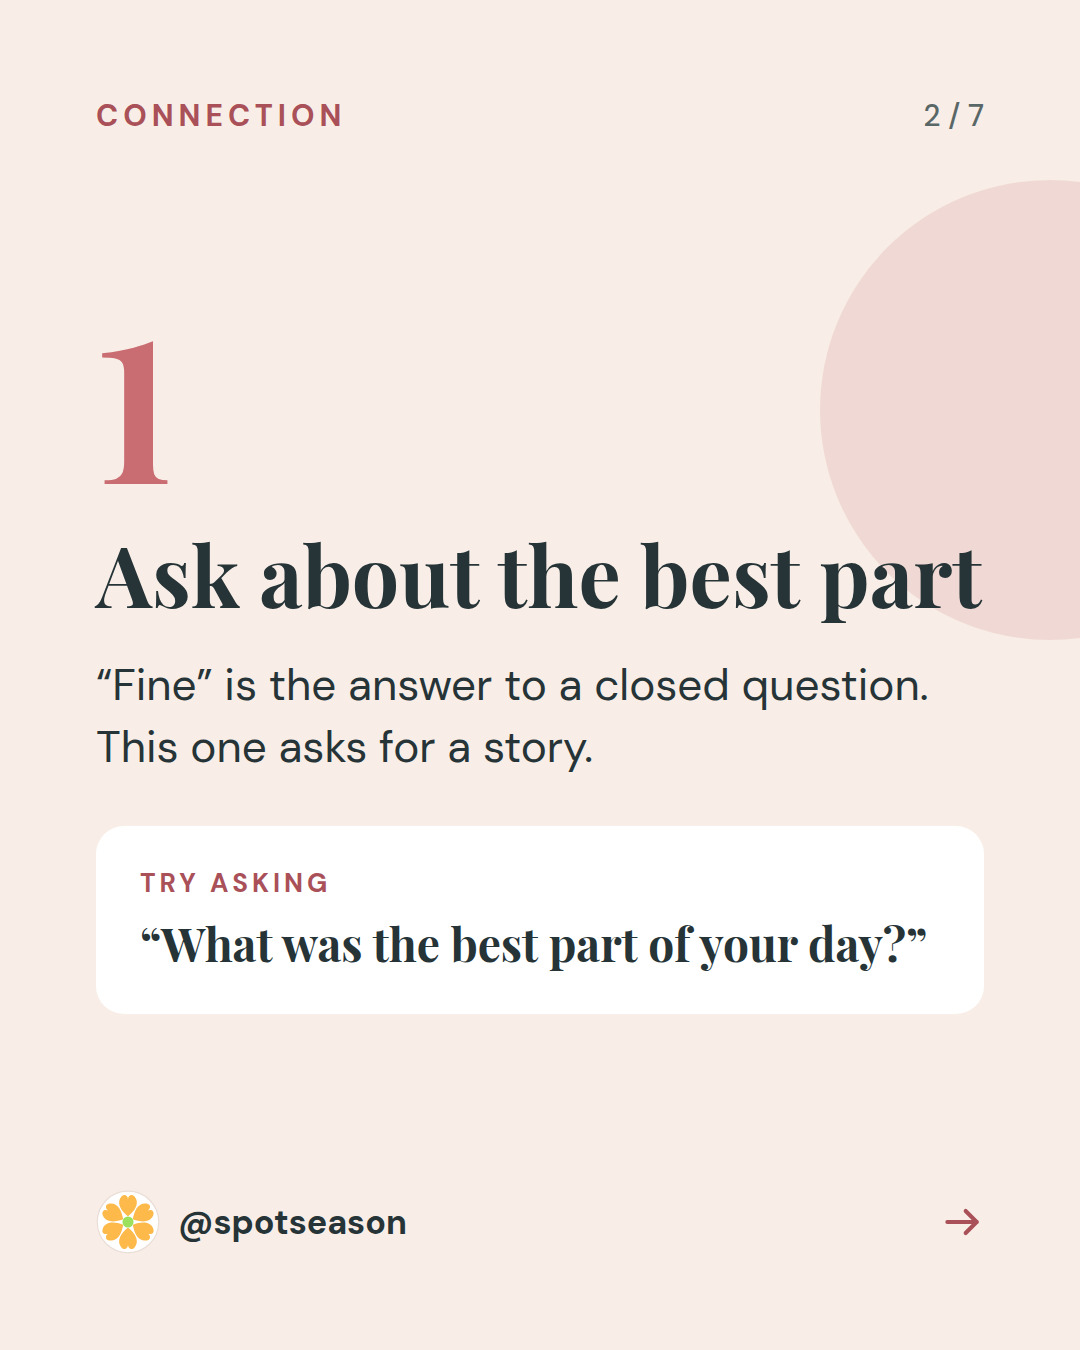 CONNECTION
2 / 7
1
Ask about the best part
“Fine” is the answer to a closed question.
This one asks for a story.
TRY ASKING
“What was the best part of your day?”
@spotseason